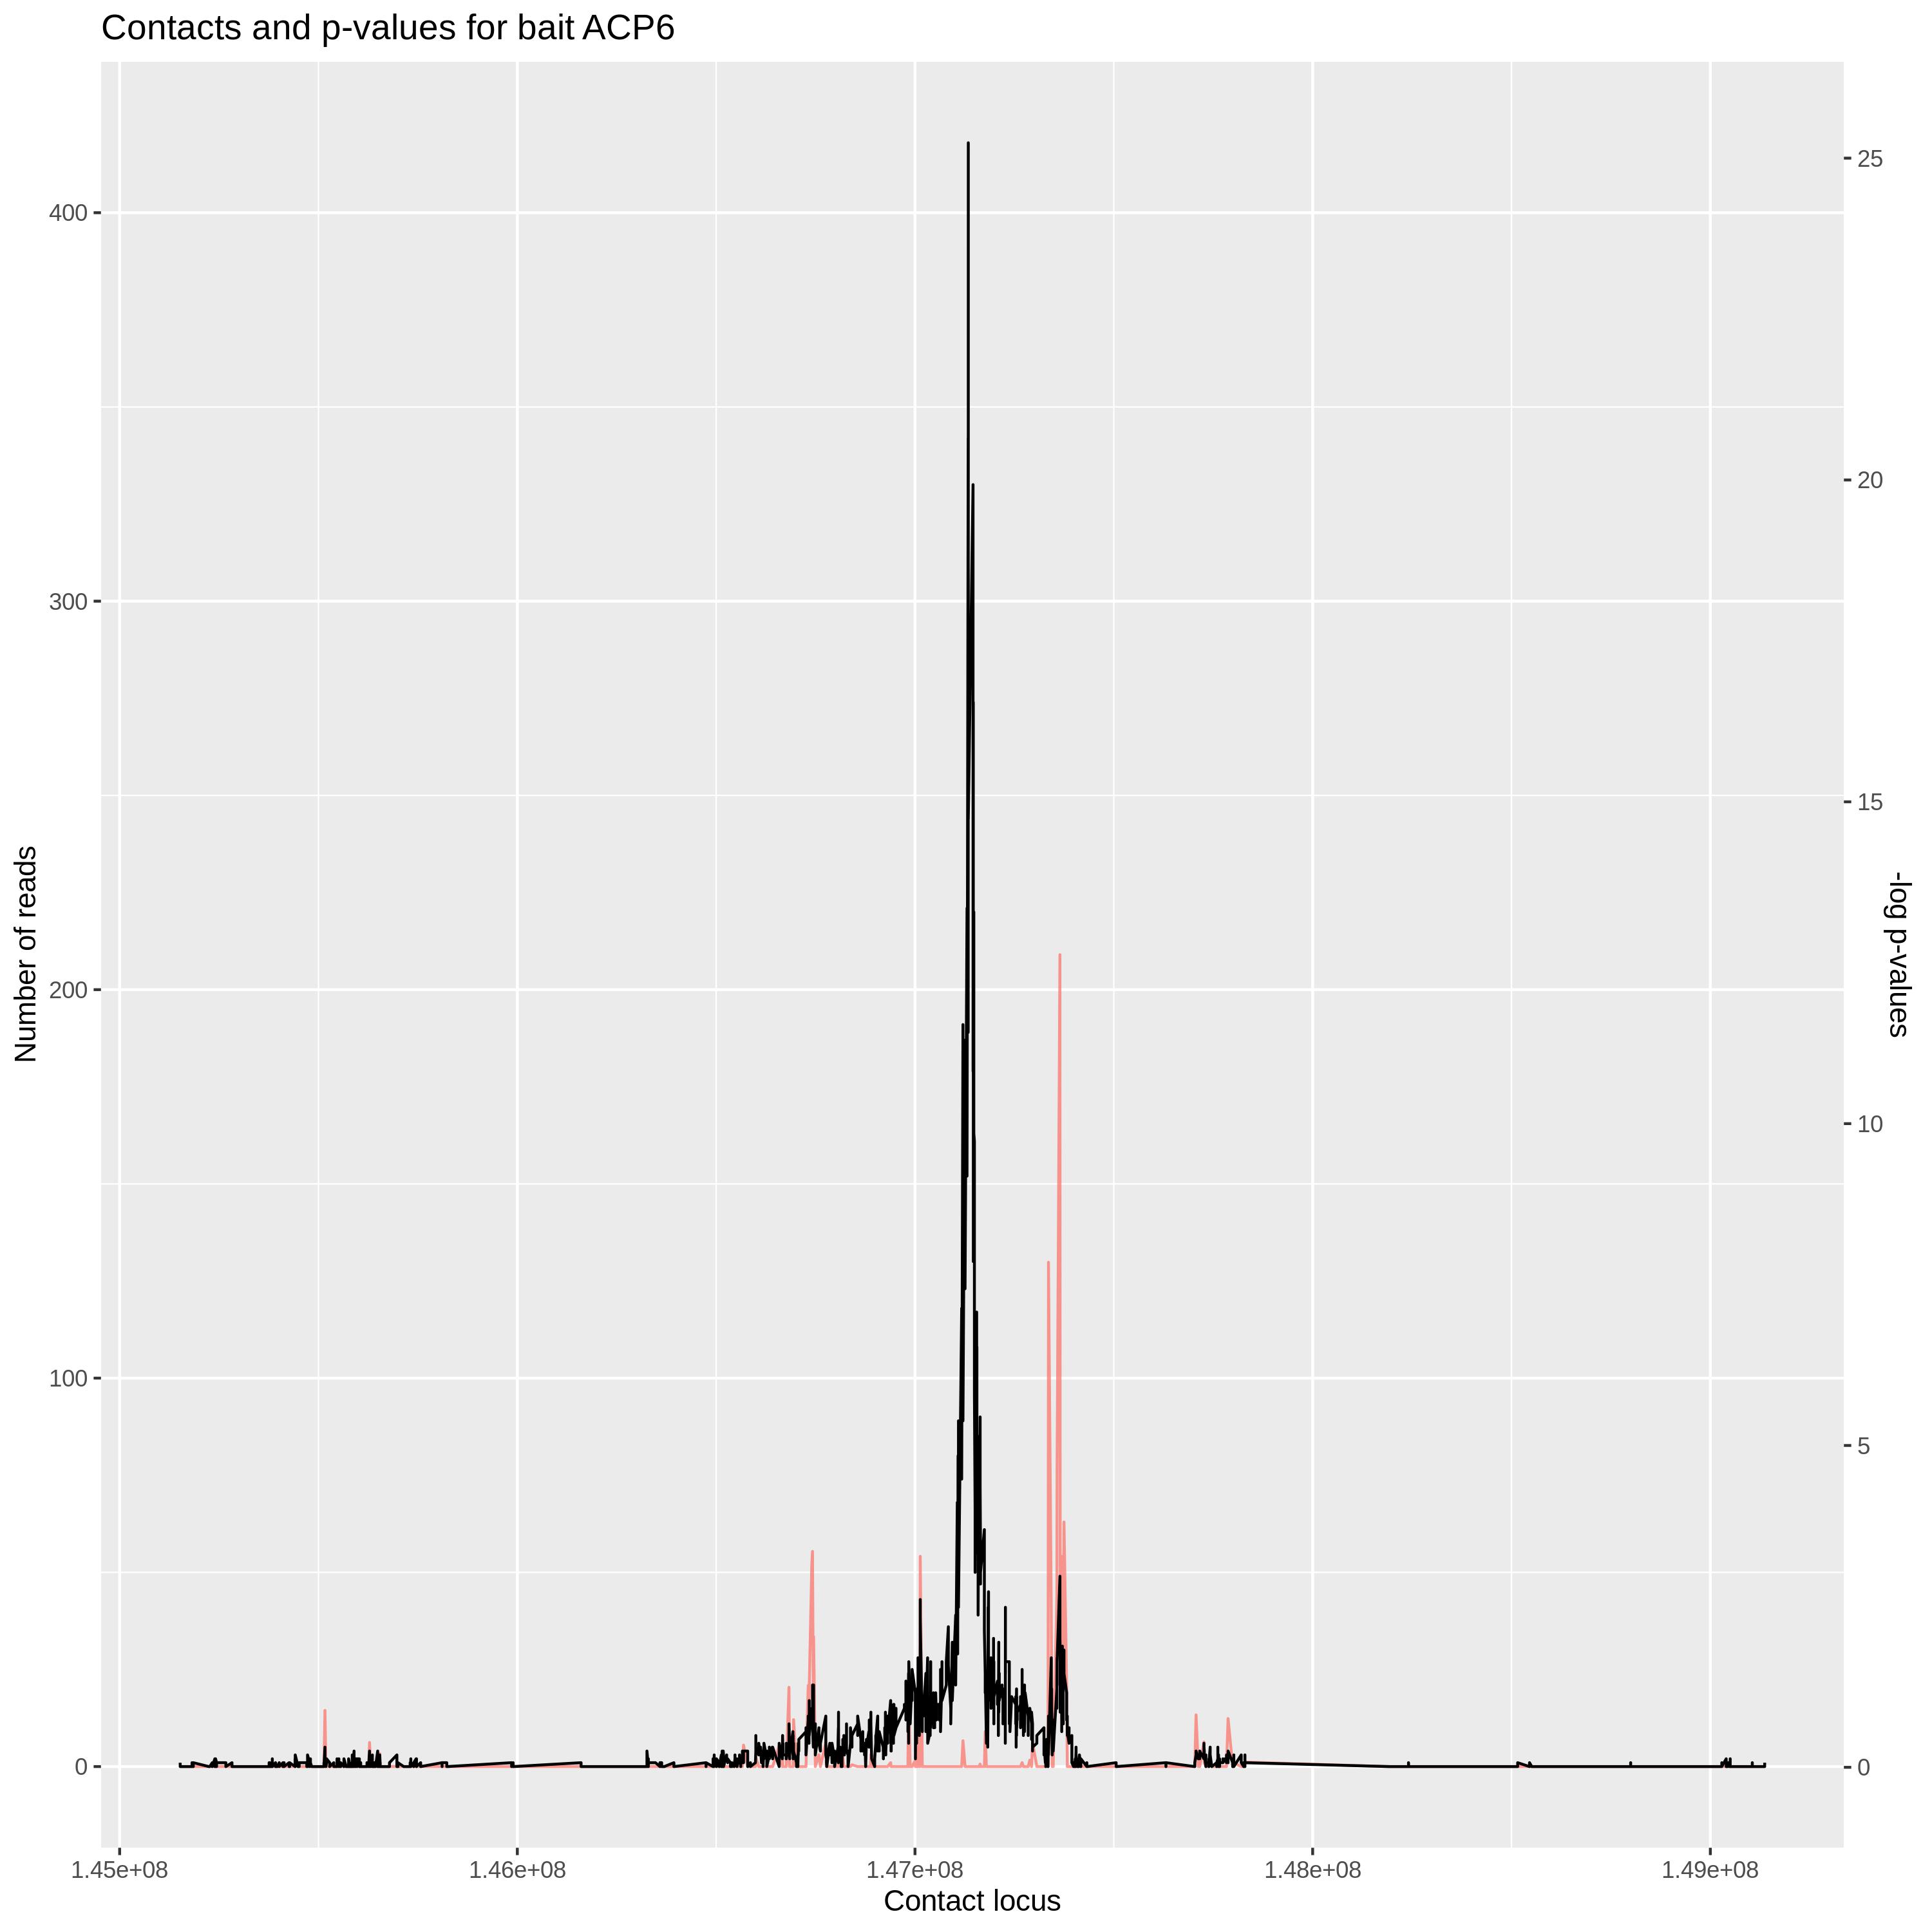 Contacts and p-values for bait ACP6
Number of reads
400
300
200
100
0
25
20
15
10
5
0
-log p-values
1.45e+08 1.46e+08 1.47e+08 1.48e+08 1.49e+08
Contact locus